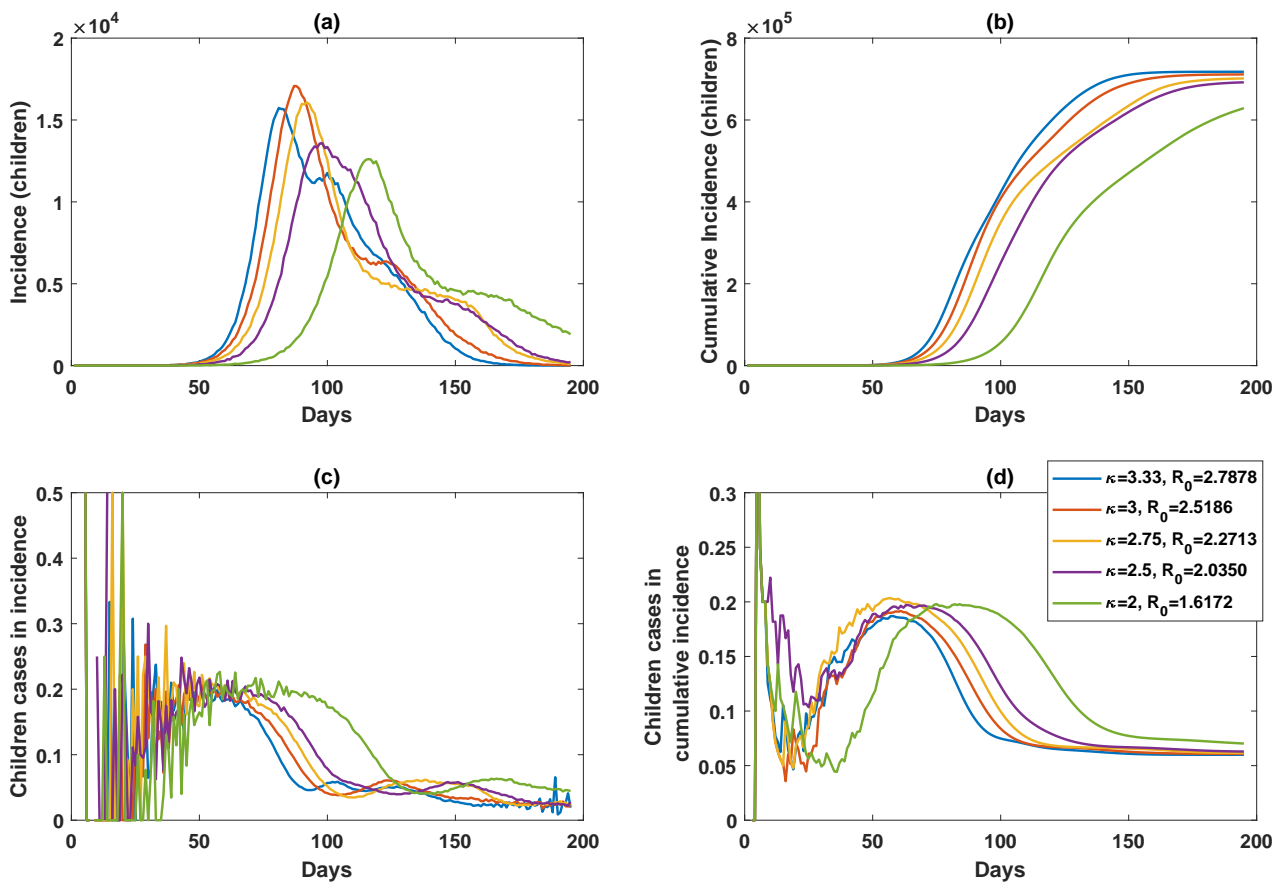 (a)
×10⁴
2
1.5
1
0.5
0
Incidence (children)
0
50
100
150
200
Days
(b)
×10⁵
8
6
4
2
0
Cumulative Incidence (children)
0
50
100
150
200
Days
(c)
0.5
0.4
0.3
0.2
0.1
0
Children cases in incidence
0
50
100
150
200
Days
(d)
0.3
0.25
0.2
0.15
0.1
0.05
0
Children cases in
cumulative incidence
0
50
100
150
200
Days
κ=3.33, R₀=2.7878
κ=3, R₀=2.5186
κ=2.75, R₀=2.2713
κ=2.5, R₀=2.0350
κ=2, R₀=1.6172